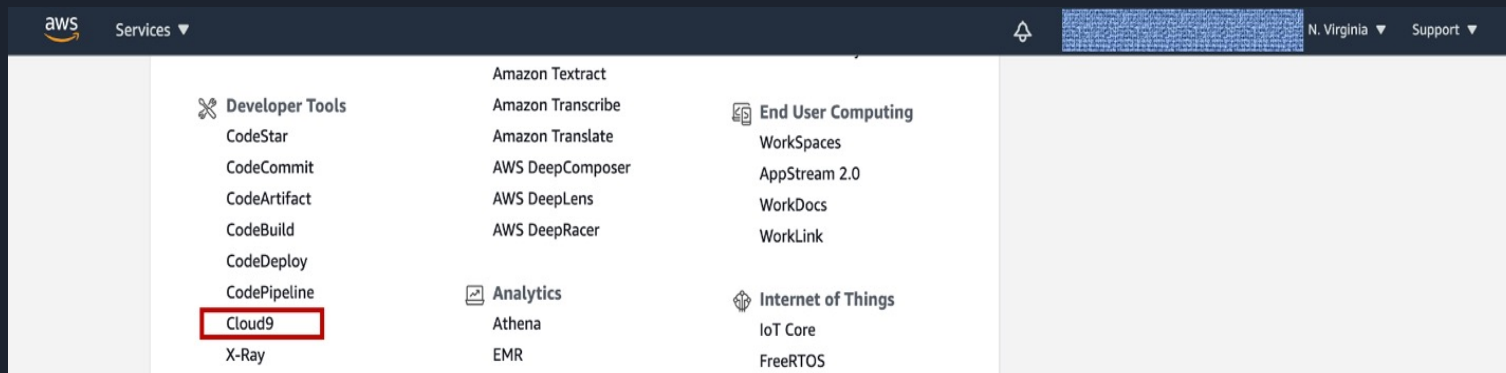 aws
Services ▼
N. Virginia ▼
Support ▼
Developer Tools
CodeStar
CodeCommit
CodeArtifact
CodeBuild
CodeDeploy
CodePipeline
Cloud9
X-Ray
Amazon Textract
Amazon Transcribe
Amazon Translate
AWS DeepComposer
AWS DeepLens
AWS DeepRacer
Analytics
Athena
EMR
End User Computing
WorkSpaces
AppStream 2.0
WorkDocs
WorkLink
Internet of Things
IoT Core
FreeRTOS